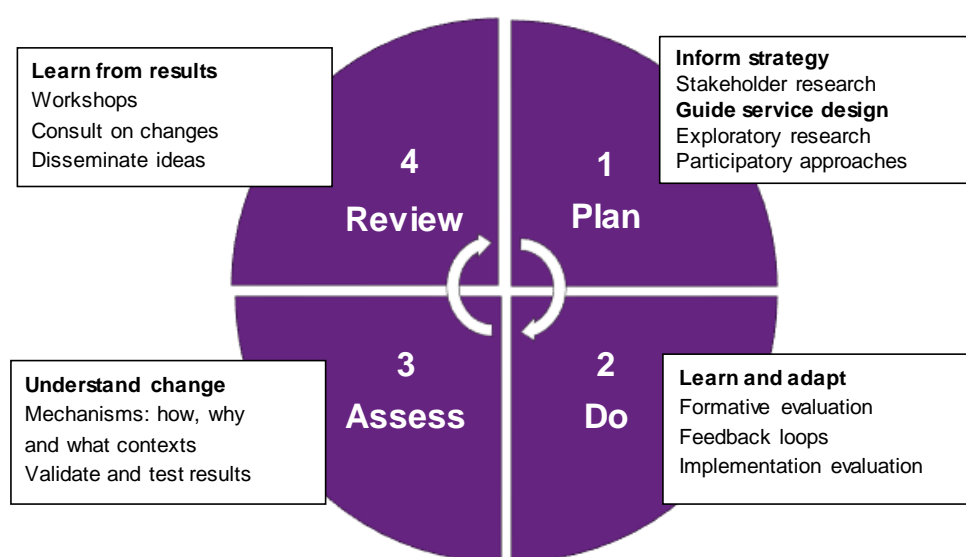 Learn from results
Workshops
Consult on changes
Disseminate ideas
Inform strategy
Stakeholder research
Guide service design
Exploratory research
Participatory approaches
4
Review
1
Plan
3
Assess
2
Do
Understand change
Mechanisms: how, why
and what contexts
Validate and test results
Learn and adapt
Formative evaluation
Feedback loops
Implementation evaluation